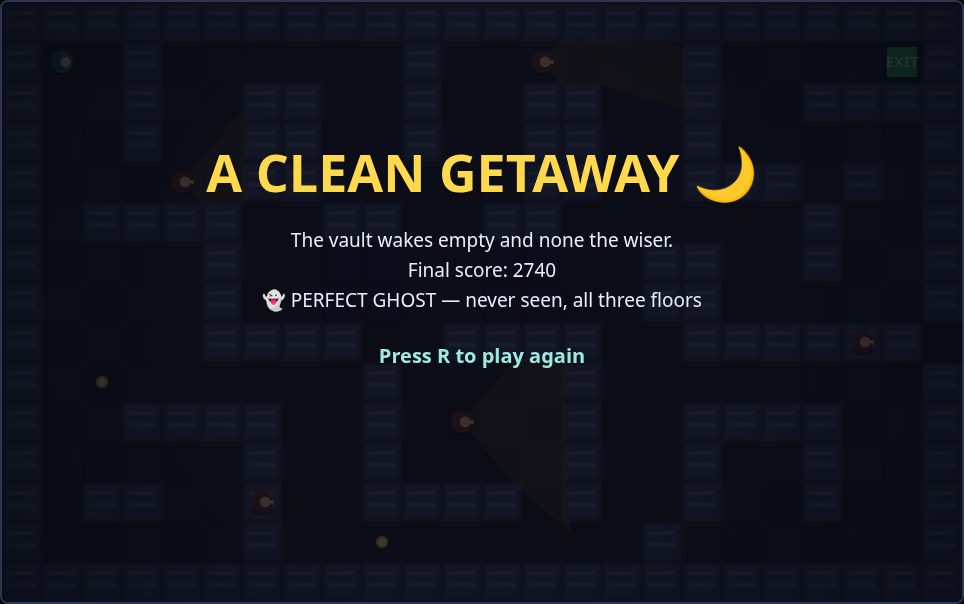 EXIT
A CLEAN GETAWAY 🌙
The vault wakes empty and none the wiser.
Final score: 2740
👻 PERFECT GHOST — never seen, all three floors
Press R to play again